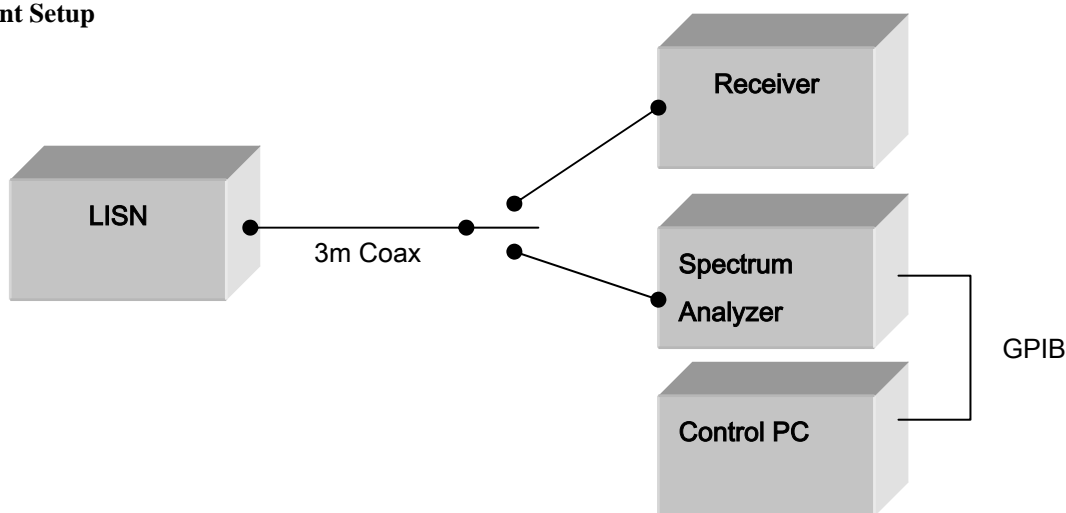 nt Setup
Receiver
LISN
3m Coax
Spectrum
Analyzer
GPIB
Control PC